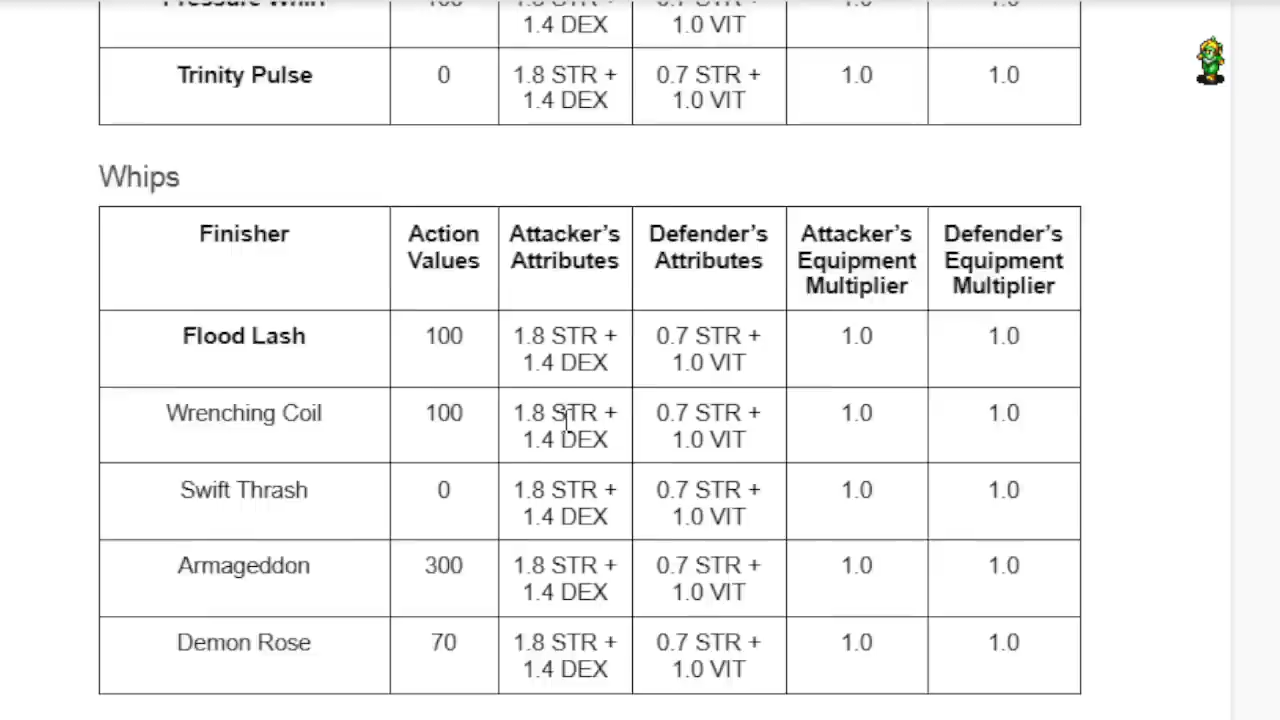 1.4 DEX
1.0 VIT
Trinity Pulse
0
1.8 STR +
1.4 DEX
0.7 STR +
1.0 VIT
1.0
1.0
Whips
Finisher
Action
Values
Attacker's
Attributes
Defender's
Attributes
Attacker's
Equipment
Multiplier
Defender's
Equipment
Multiplier
Flood Lash
100
1.8 STR +
1.4 DEX
0.7 STR +
1.0 VIT
1.0
1.0
Wrenching Coil
100
1.8 STR +
1.4 DEX
0.7 STR +
1.0 VIT
1.0
1.0
Swift Thrash
0
1.8 STR +
1.4 DEX
0.7 STR +
1.0 VIT
1.0
1.0
Armageddon
300
1.8 STR +
1.4 DEX
0.7 STR +
1.0 VIT
1.0
1.0
Demon Rose
70
1.8 STR +
1.4 DEX
0.7 STR +
1.0 VIT
1.0
1.0